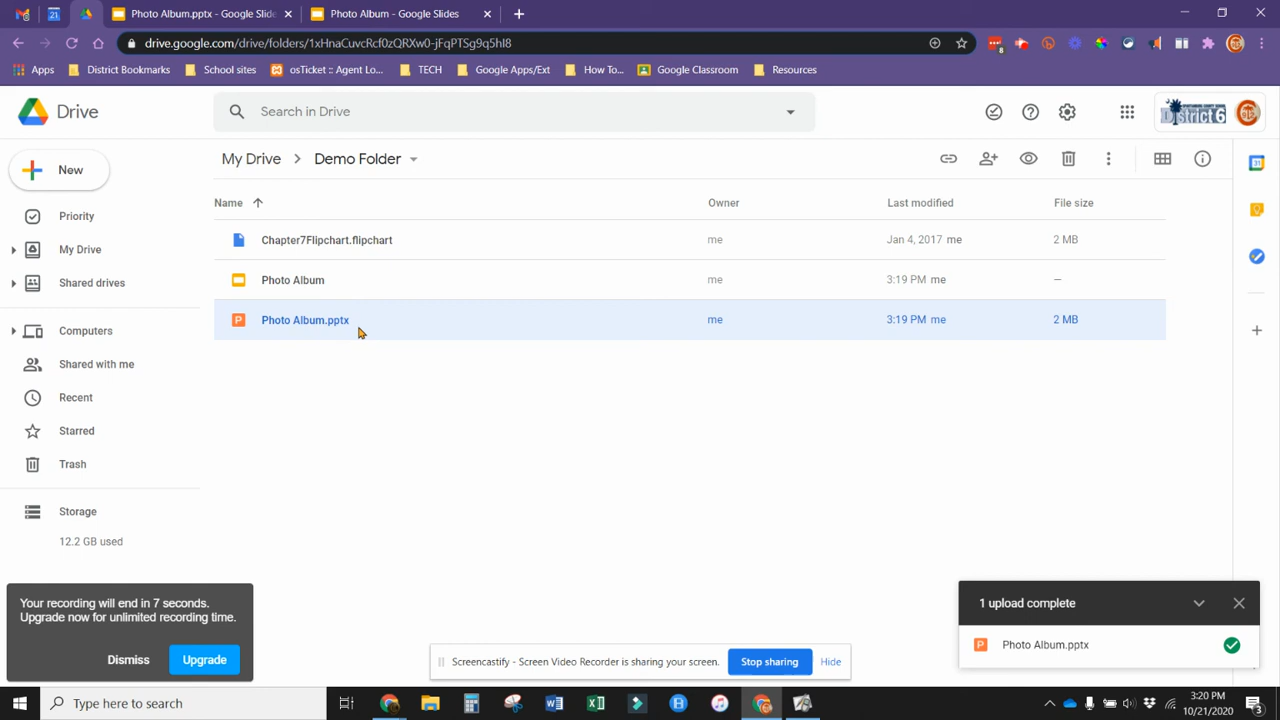 Photo Album.pptx - Google Slide
Photo Album - Google Slides
drive.google.com/drive/folders/1xHnaCuvcRcf0zQRXw0-jFqPTSg9q5hI8
Apps
District Bookmarks
School sites
osTicket :: Agent Lo...
TECH
Google Apps/Ext
How To...
Google Classroom
Resources
Drive
Search in Drive
District 6
New
My Drive
Demo Folder
Name
Owner
Last modified
File size
Priority
Chapter7Flipchart.flipchart
me
Jan 4, 2017 me
2 MB
My Drive
Photo Album
me
3:19 PM me
—
Shared drives
Photo Album.pptx
me
3:19 PM me
2 MB
Computers
Shared with me
Recent
Starred
Trash
Storage
12.2 GB used
Your recording will end in 7 seconds.
Upgrade now for unlimited recording time.
Dismiss
Upgrade
1 upload complete
Photo Album.pptx
Screencastify - Screen Video Recorder is sharing your screen.
Stop sharing
Hide
Type here to search
3:20 PM
10/21/2020